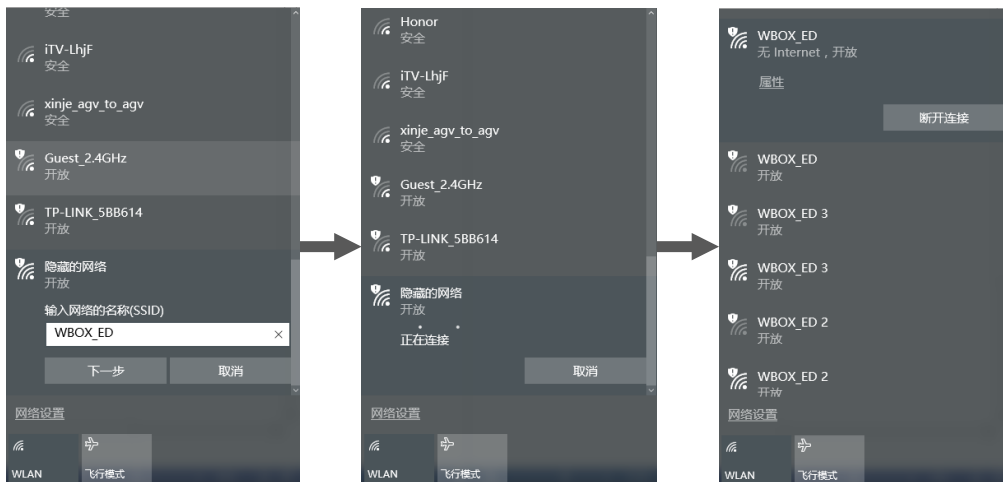 安全
iTV-LhjF
安全
xinje_agv_to_agv
安全
Guest_2.4GHz
开放
TP-LINK_5BB614
开放
隐藏的网络
开放
输入网络的名称(SSID)
WBOX_ED
下一步 取消
网络设置
WLAN 飞行模式
Honor
安全
iTV-LhjF
安全
xinje_agv_to_agv
安全
Guest_2.4GHz
开放
TP-LINK_5BB614
开放
隐藏的网络
开放
正在连接
取消
网络设置
WLAN 飞行模式
WBOX_ED
无 Internet，开放
属性
断开连接
WBOX_ED
开放
WBOX_ED 3
开放
WBOX_ED 3
开放
WBOX_ED 2
开放
WBOX_ED 2
开放
网络设置
WLAN 飞行模式